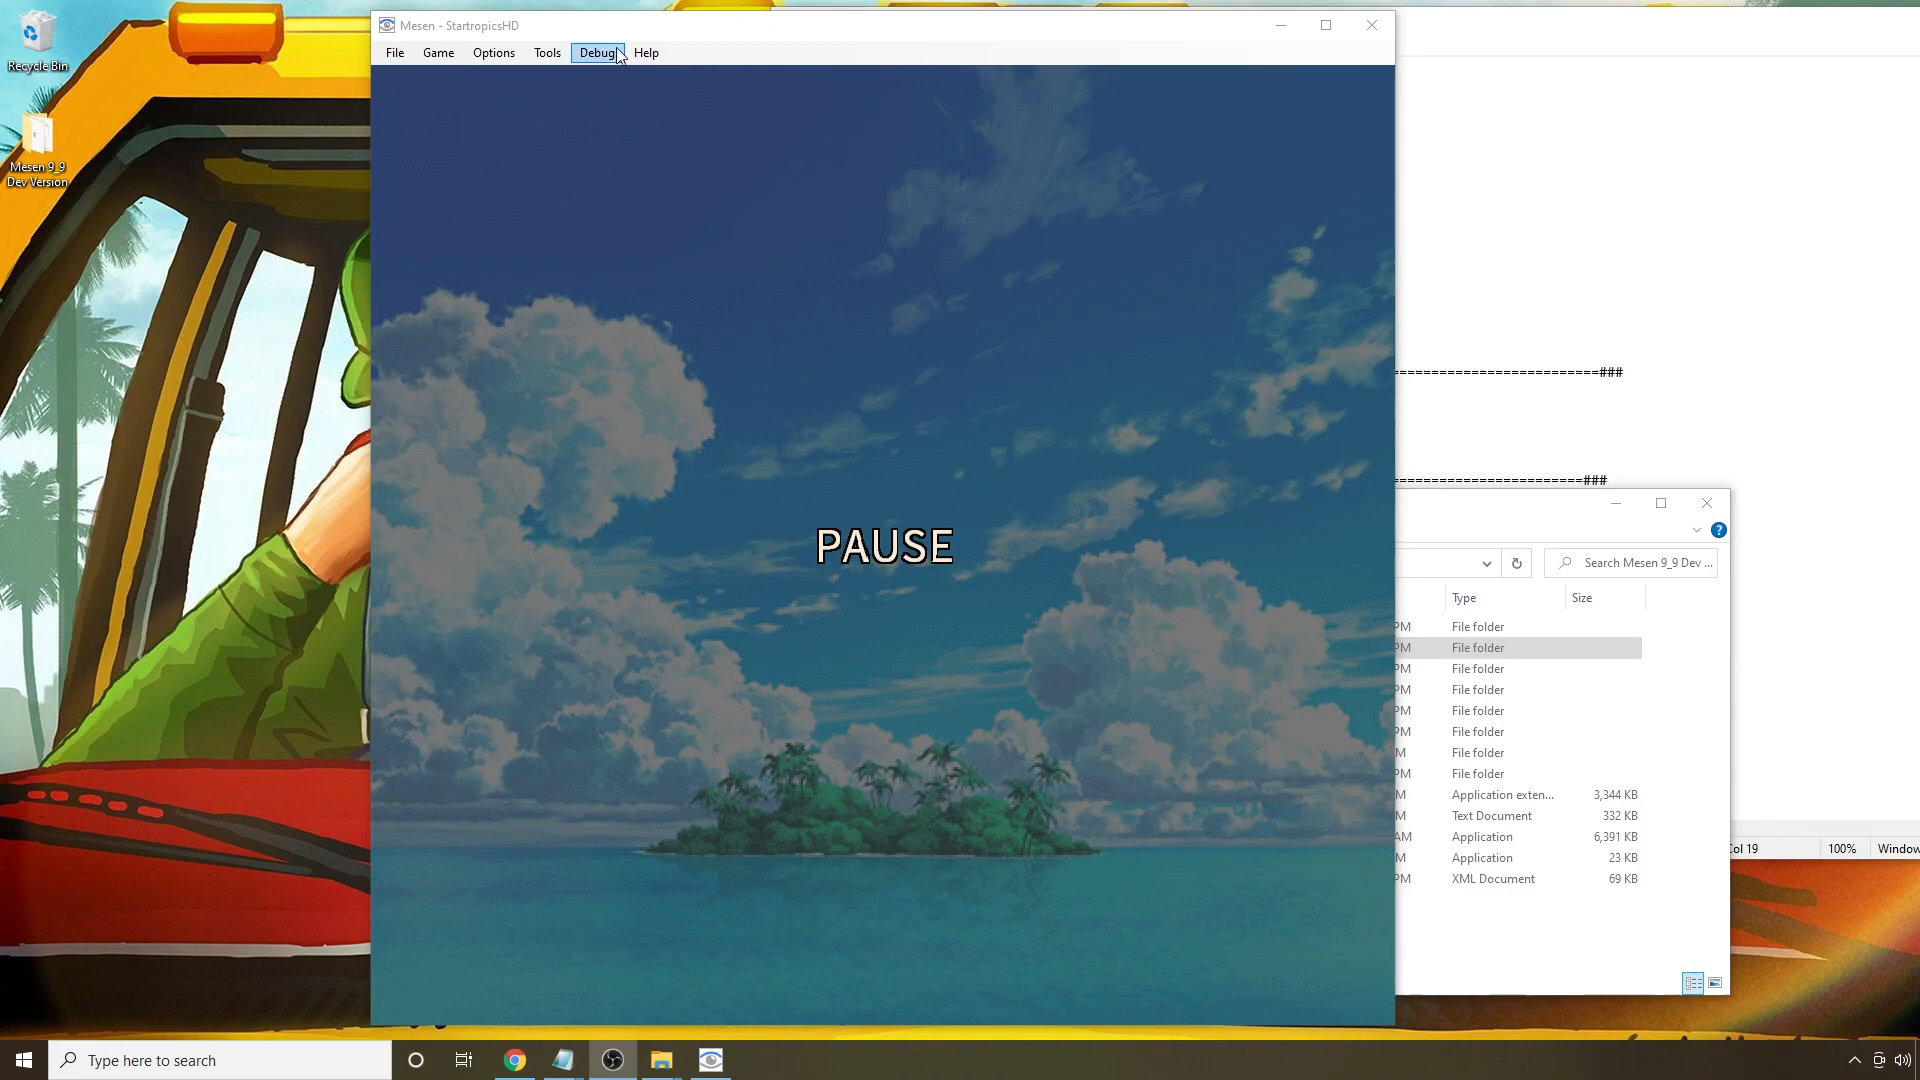 Recycle Bin
Mesen 9_9
Dev Version
Mesen - StartropicsHD
File Game Options Tools Debug Help
PAUSE
===========================###
=========================###
Search Mesen 9_9 Dev ...
Type Size
PM File folder
PM File folder
PM File folder
PM File folder
PM File folder
PM File folder
M File folder
PM File folder
M Application exten... 3,344 KB
M Text Document 332 KB
AM Application 6,391 KB
M Application 23 KB
PM XML Document 69 KB
Col 19 100% Window
Type here to search